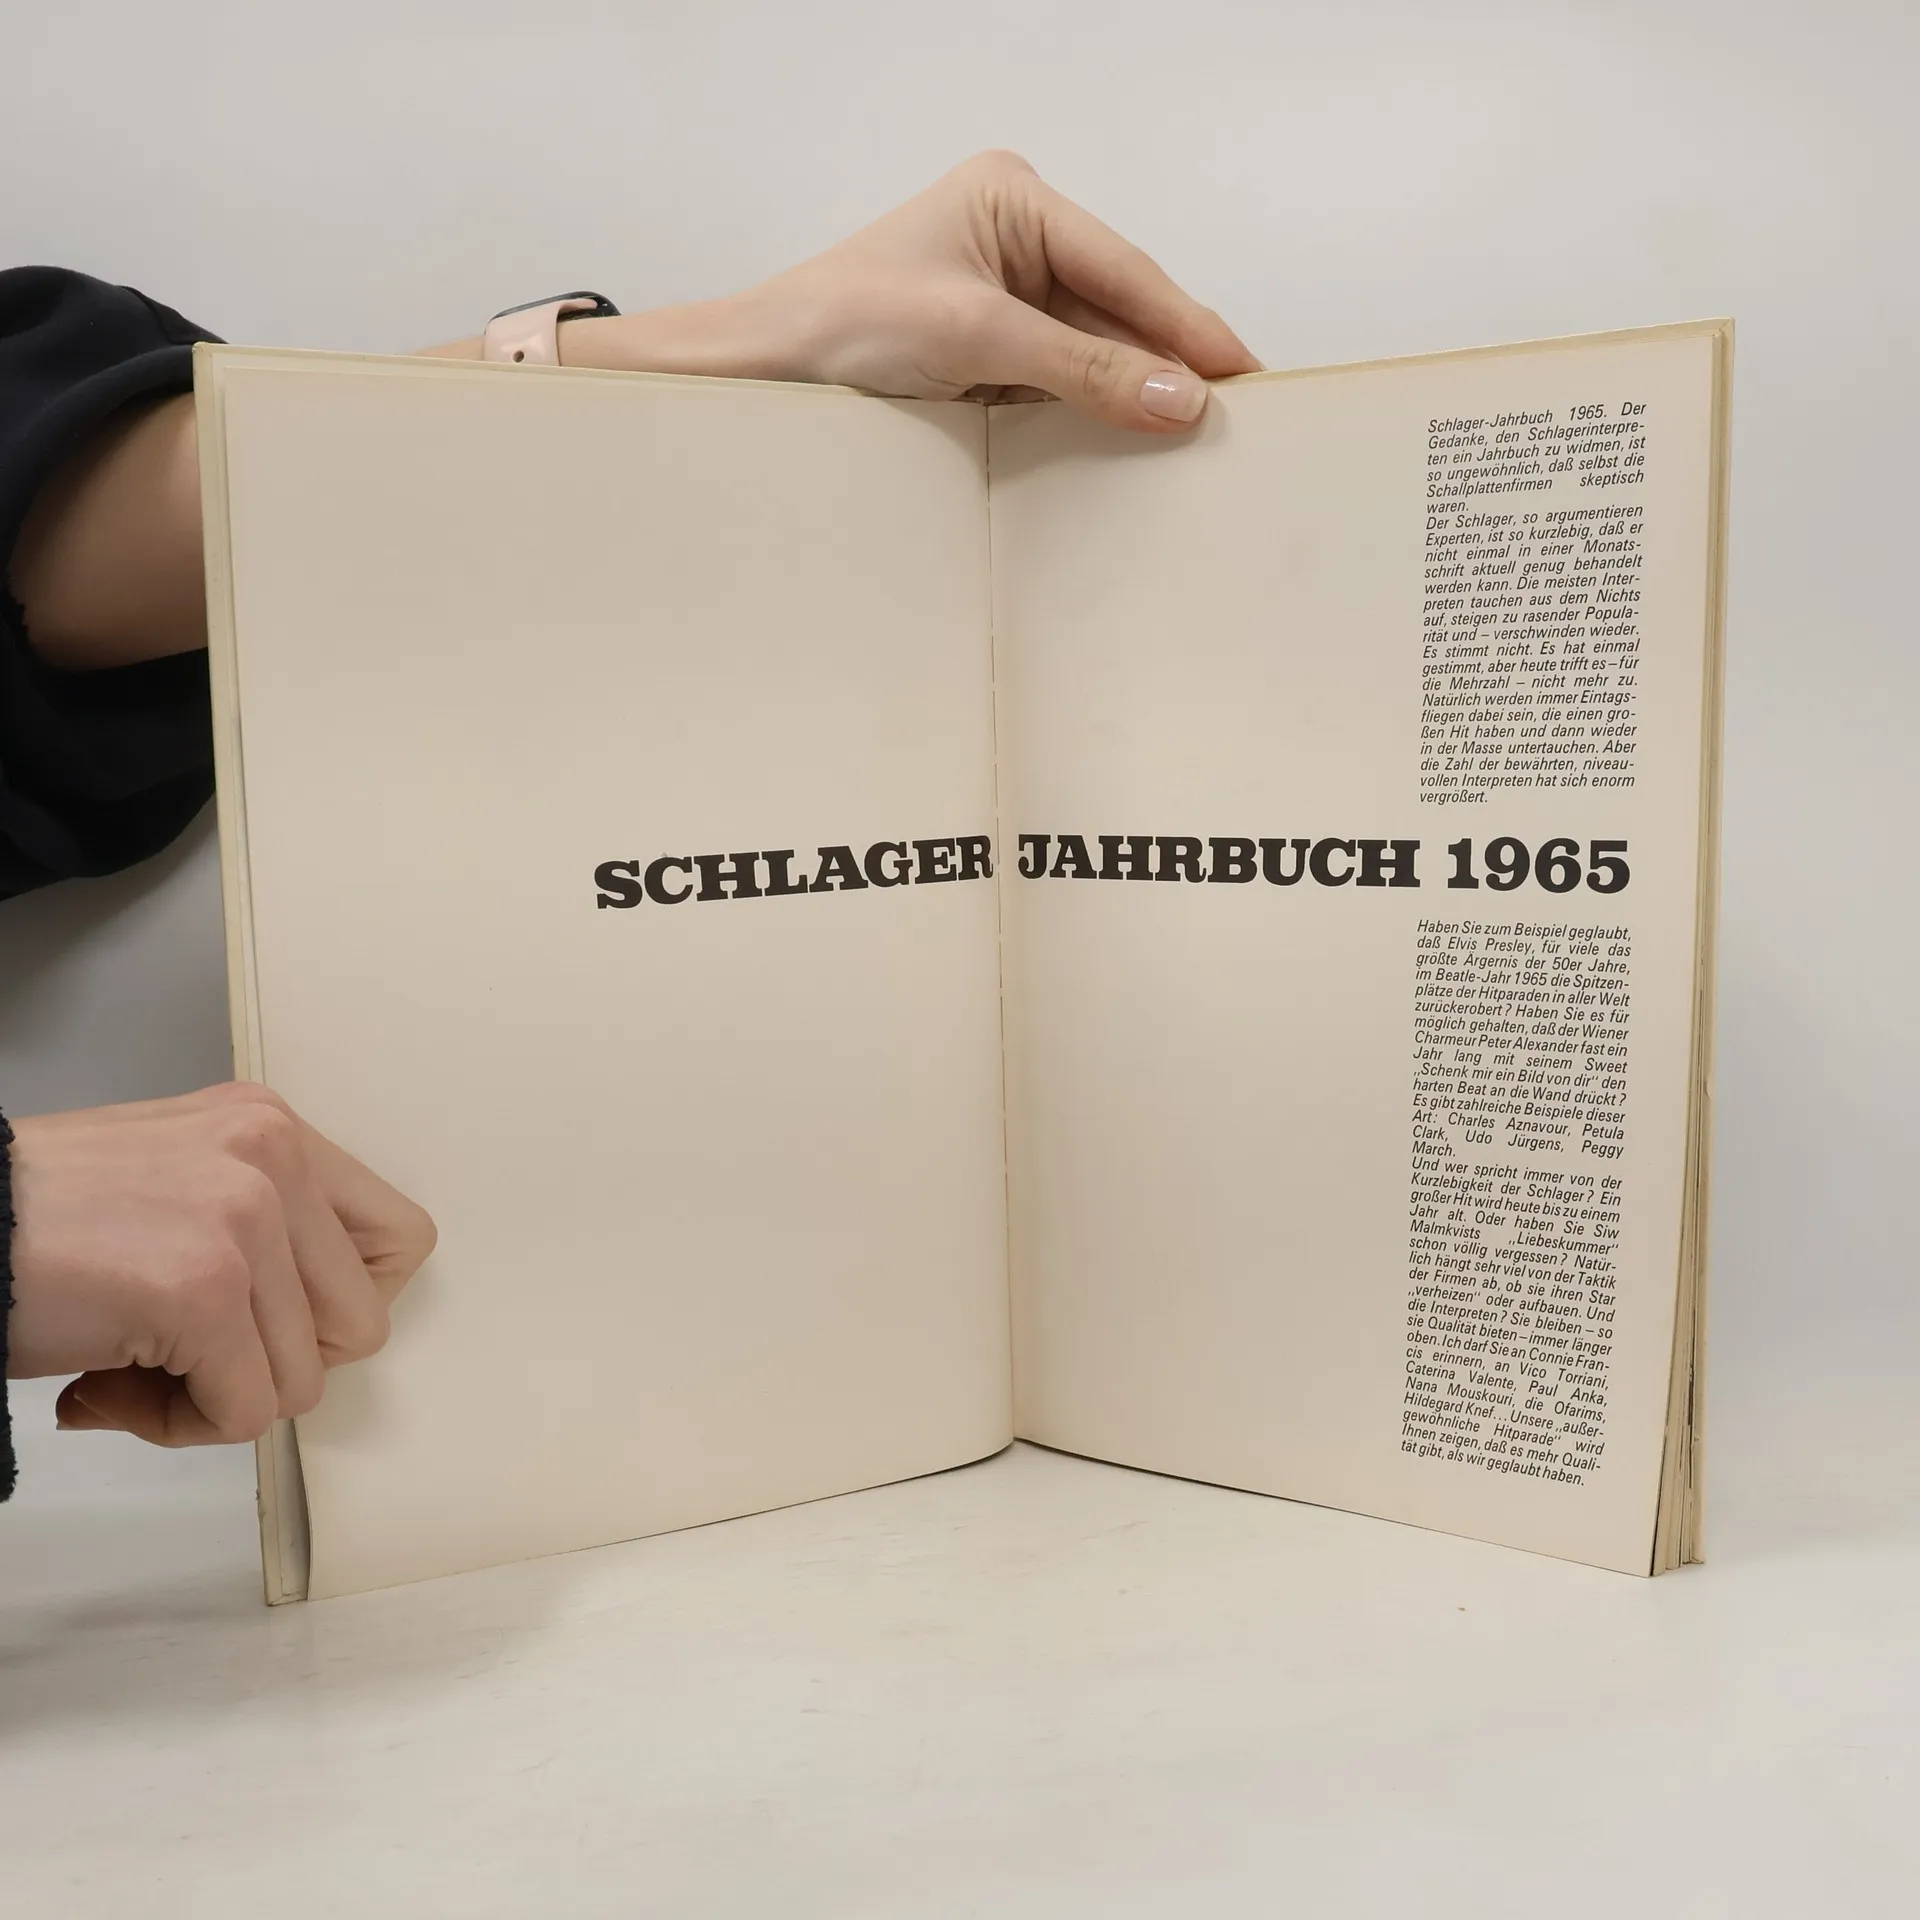 Schlager-Jahrbuch 1965. Der
Gedanke, den Schlagerinterpre-
ten ein Jahrbuch zu widmen, ist
so ungewöhnlich, daß selbst die
Schallplattenfirmen skeptisch
waren.
Der Schlager, so argumentieren
Experten, ist so kurzlebig, daß er
nicht einmal in einer Monats-
schrift aktuell genug behandelt
werden kann. Die meisten Inter-
preten tauchen aus dem Nichts
auf, steigen zu rasender Popula-
rität und – verschwinden wieder.
Es stimmt nicht. Es hat einmal
gestimmt, aber heute trifft es – für
die Mehrzahl – nicht mehr zu.
Natürlich werden immer Eintags-
fliegen dabei sein, die einen gro-
ßen Hit haben und dann wieder
in der Masse untertauchen. Aber
die Zahl der bewährten, niveau-
vollen Interpreten hat sich enorm
vergrößert.
SCHLAGER JAHRBUCH 1965
Haben Sie zum Beispiel geglaubt,
daß Elvis Presley, für viele das
größte Ärgernis der 50er Jahre,
im Beatle-Jahr 1965 die Spitzen-
plätze der Hitparaden in aller Welt
zurückerobert? Haben Sie es für
möglich gehalten, daß der Wiener
Charmeur Peter Alexander fast ein
Jahr lang mit seinem Sweet
„Schenk mir ein Bild von dir“ den
harten Beat an die Wand drückt?
Es gibt zahlreiche Beispiele dieser
Art: Charles Aznavour, Petula
Clark, Udo Jürgens, Peggy
March.
Und wer spricht immer von der
Kurzlebigkeit der Schlager? Ein
großer Hit wird heute bis zu einem
Jahr alt. Oder haben Sie Siw
Malmkvists „Liebeskummer“
schon völlig vergessen? Natür-
lich hängt sehr viel von der Taktik
der Firmen ab, ob sie ihren Star
„verheizen“ oder aufbauen. Und
die Interpreten? Sie bleiben – so
sie Qualität bieten – immer länger
oben. Ich darf Sie an Connie Fran-
cis erinnern, an Vico Torriani,
Caterina Valente, Paul Anka,
Nana Mouskouri, die Ofarims,
Hildegard Knef... Unsere „außer-
gewöhnliche Hitparade“ wird
Ihnen zeigen, daß es mehr Quali-
tät gibt, als wir geglaubt haben.